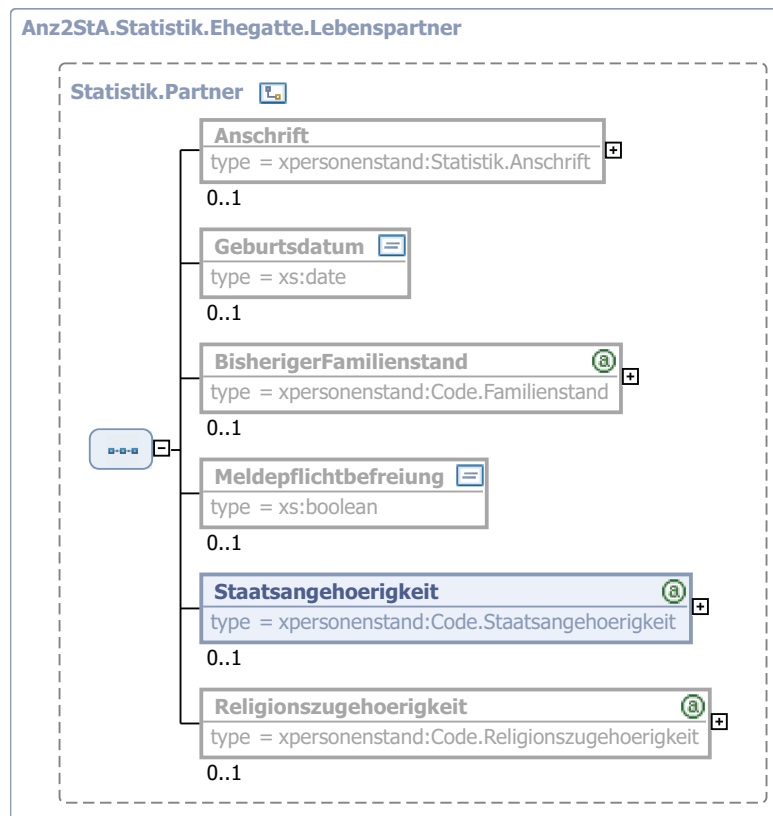 Anz2StA.Statistik.Ehegatte.Lebenspartner
Statistik.Partner
Anschrift
type = xpersonenstand:Statistik.Anschrift
0..1
Geburtsdatum
type = xs:date
0..1
BisherigerFamilienstand
type = xpersonenstand:Code.Familienstand
0..1
Meldepflichtbefreiung
type = xs:boolean
0..1
Staatsangehoerigkeit
type = xpersonenstand:Code.Staatsangehoerigkeit
0..1
Religionszugehoerigkeit
type = xpersonenstand:Code.Religionszugehoerigkeit
0..1